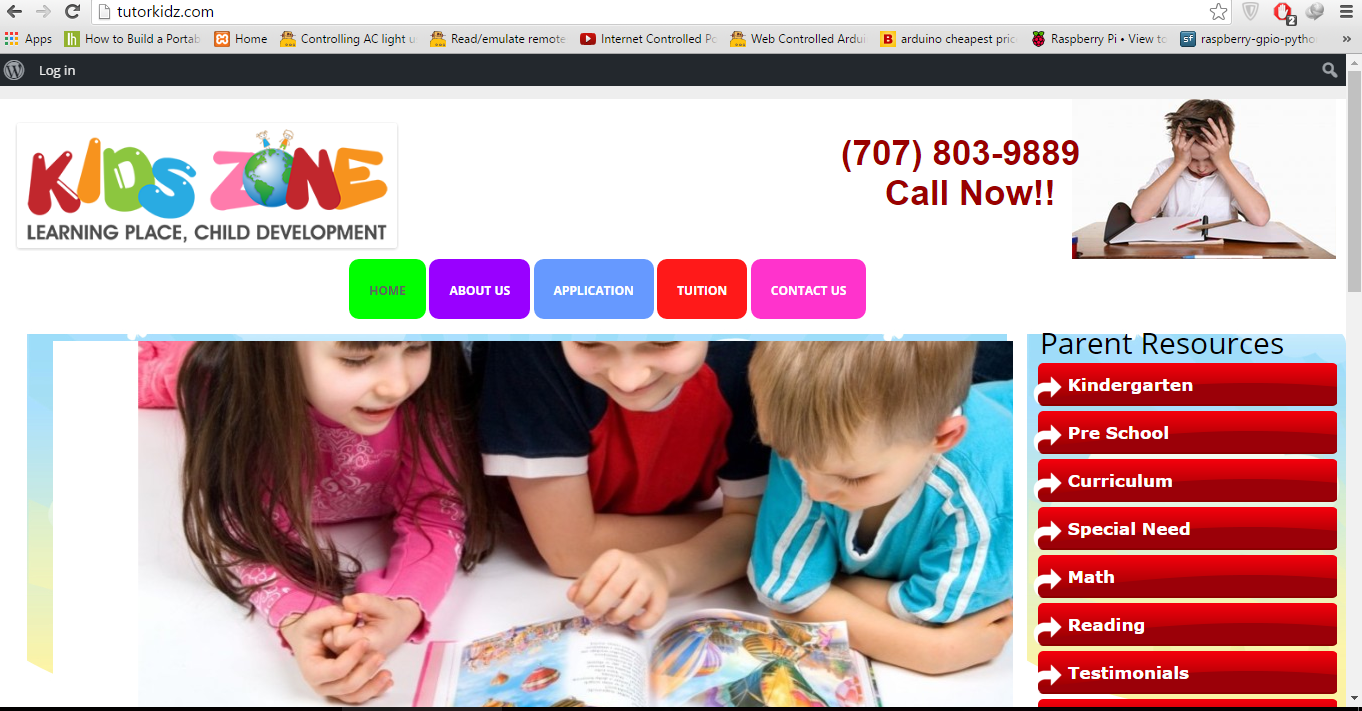 tutorkidz.com
Apps
How to Build a Portab
Home
Controlling AC light u
Read/emulate remote
Internet Controlled Po
Web Controlled Ardu
arduino cheapest pric
Raspberry Pi • View to
raspberry-gpio-pytho
»
Log in
KIDS ZONE
LEARNING PLACE, CHILD DEVELOPMENT
(707) 803-9889
Call Now!!
HOME
ABOUT US
APPLICATION
TUITION
CONTACT US
Parent Resources
Kindergarten
Pre School
Curriculum
Special Need
Math
Reading
Testimonials